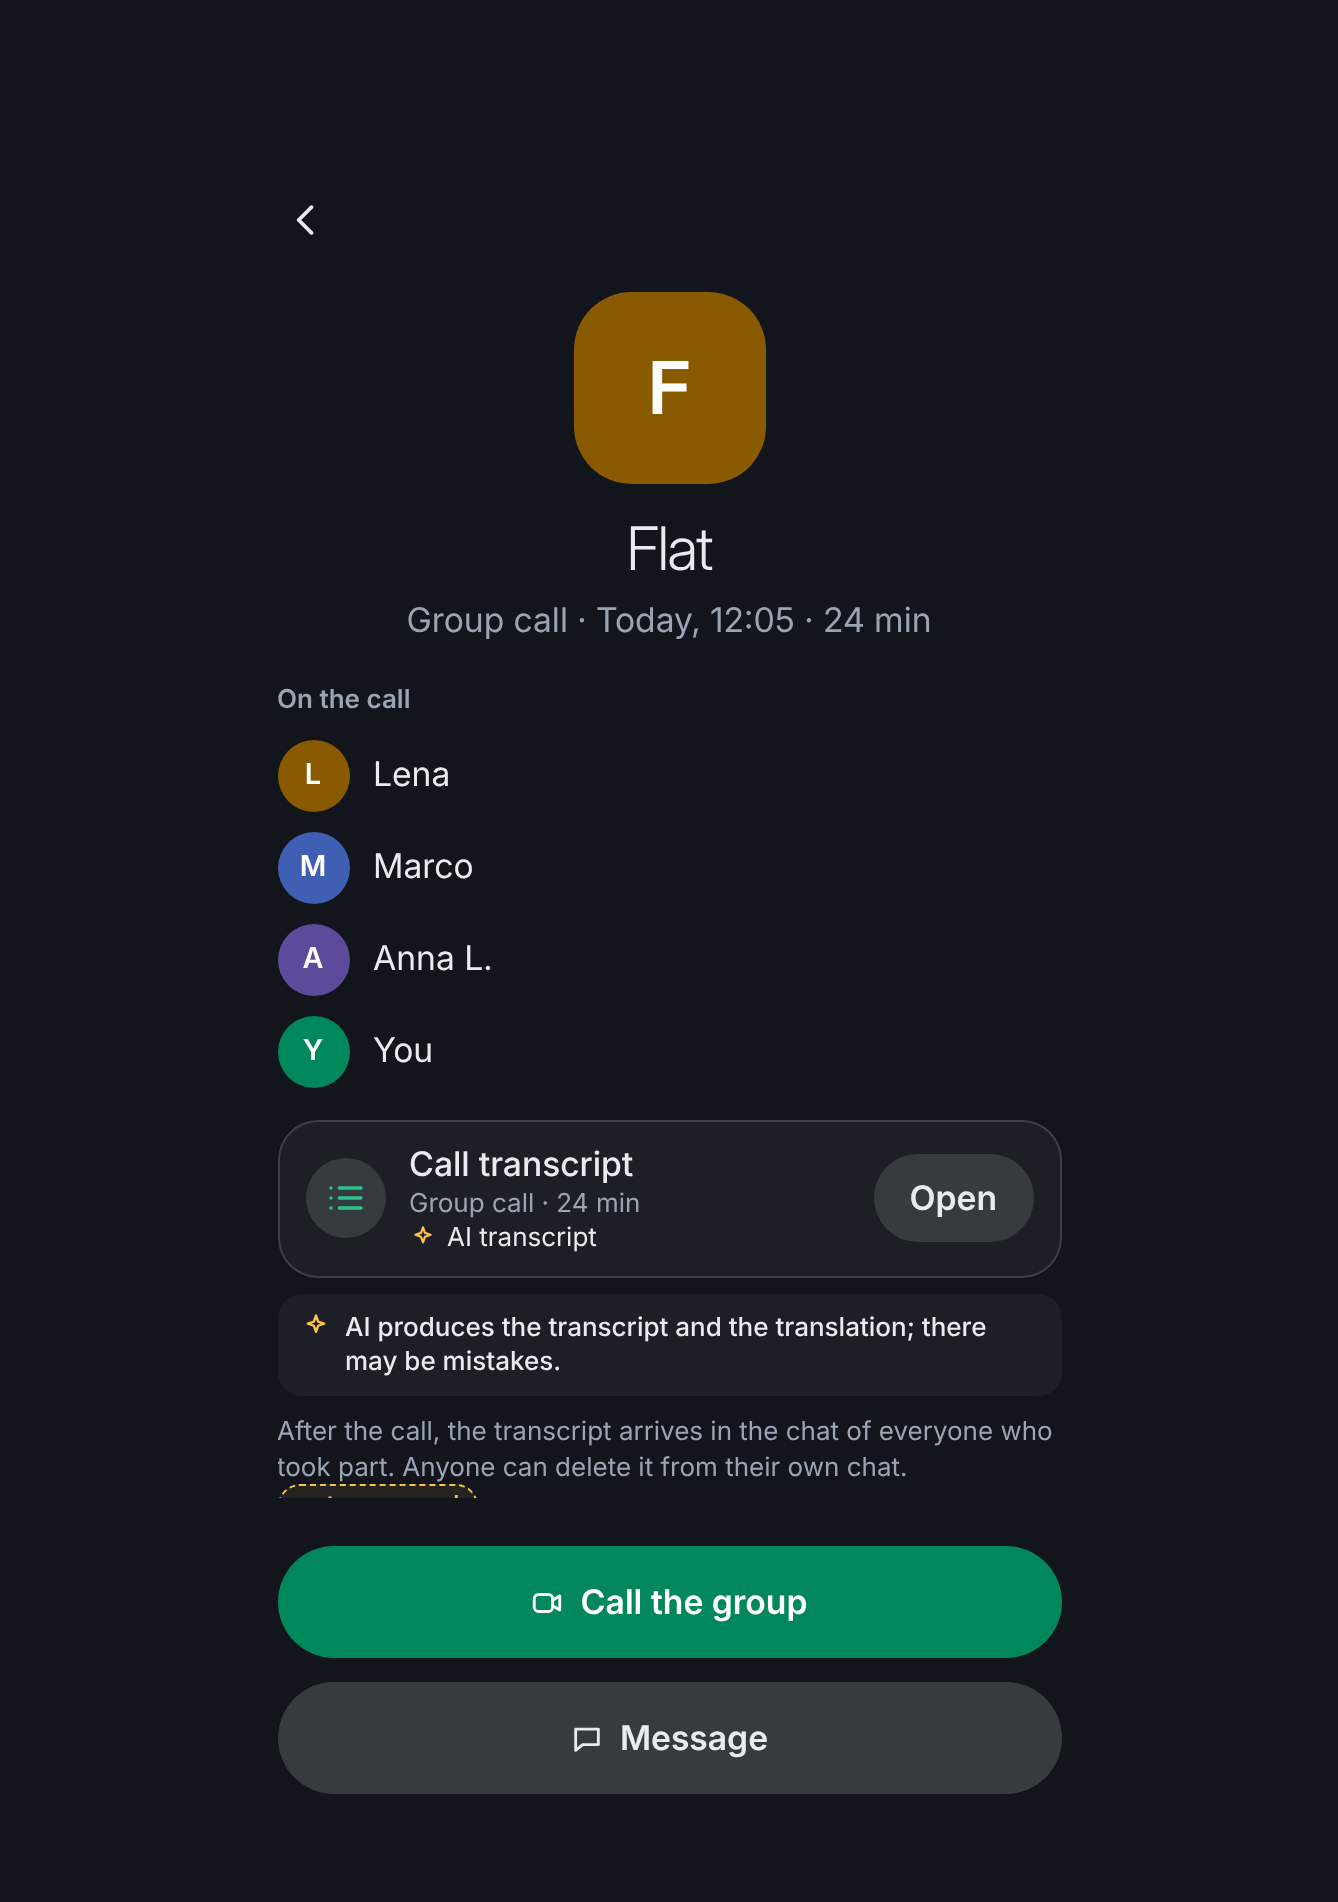 F
Flat
Group call · Today, 12:05 · 24 min
On the call
L Lena
M Marco
A Anna L.
Y You
Call transcript
Group call · 24 min
AI transcript
Open
AI produces the transcript and the translation; there
may be mistakes.
After the call, the transcript arrives in the chat of everyone who
took part. Anyone can delete it from their own chat.
Call the group
Message